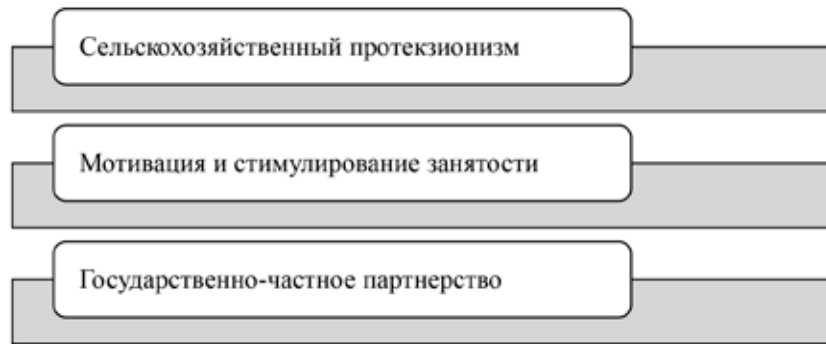 Сельскохозяйственный протекзионизм
Мотивация и стимулирование занятости
Государственно-частное партнерство